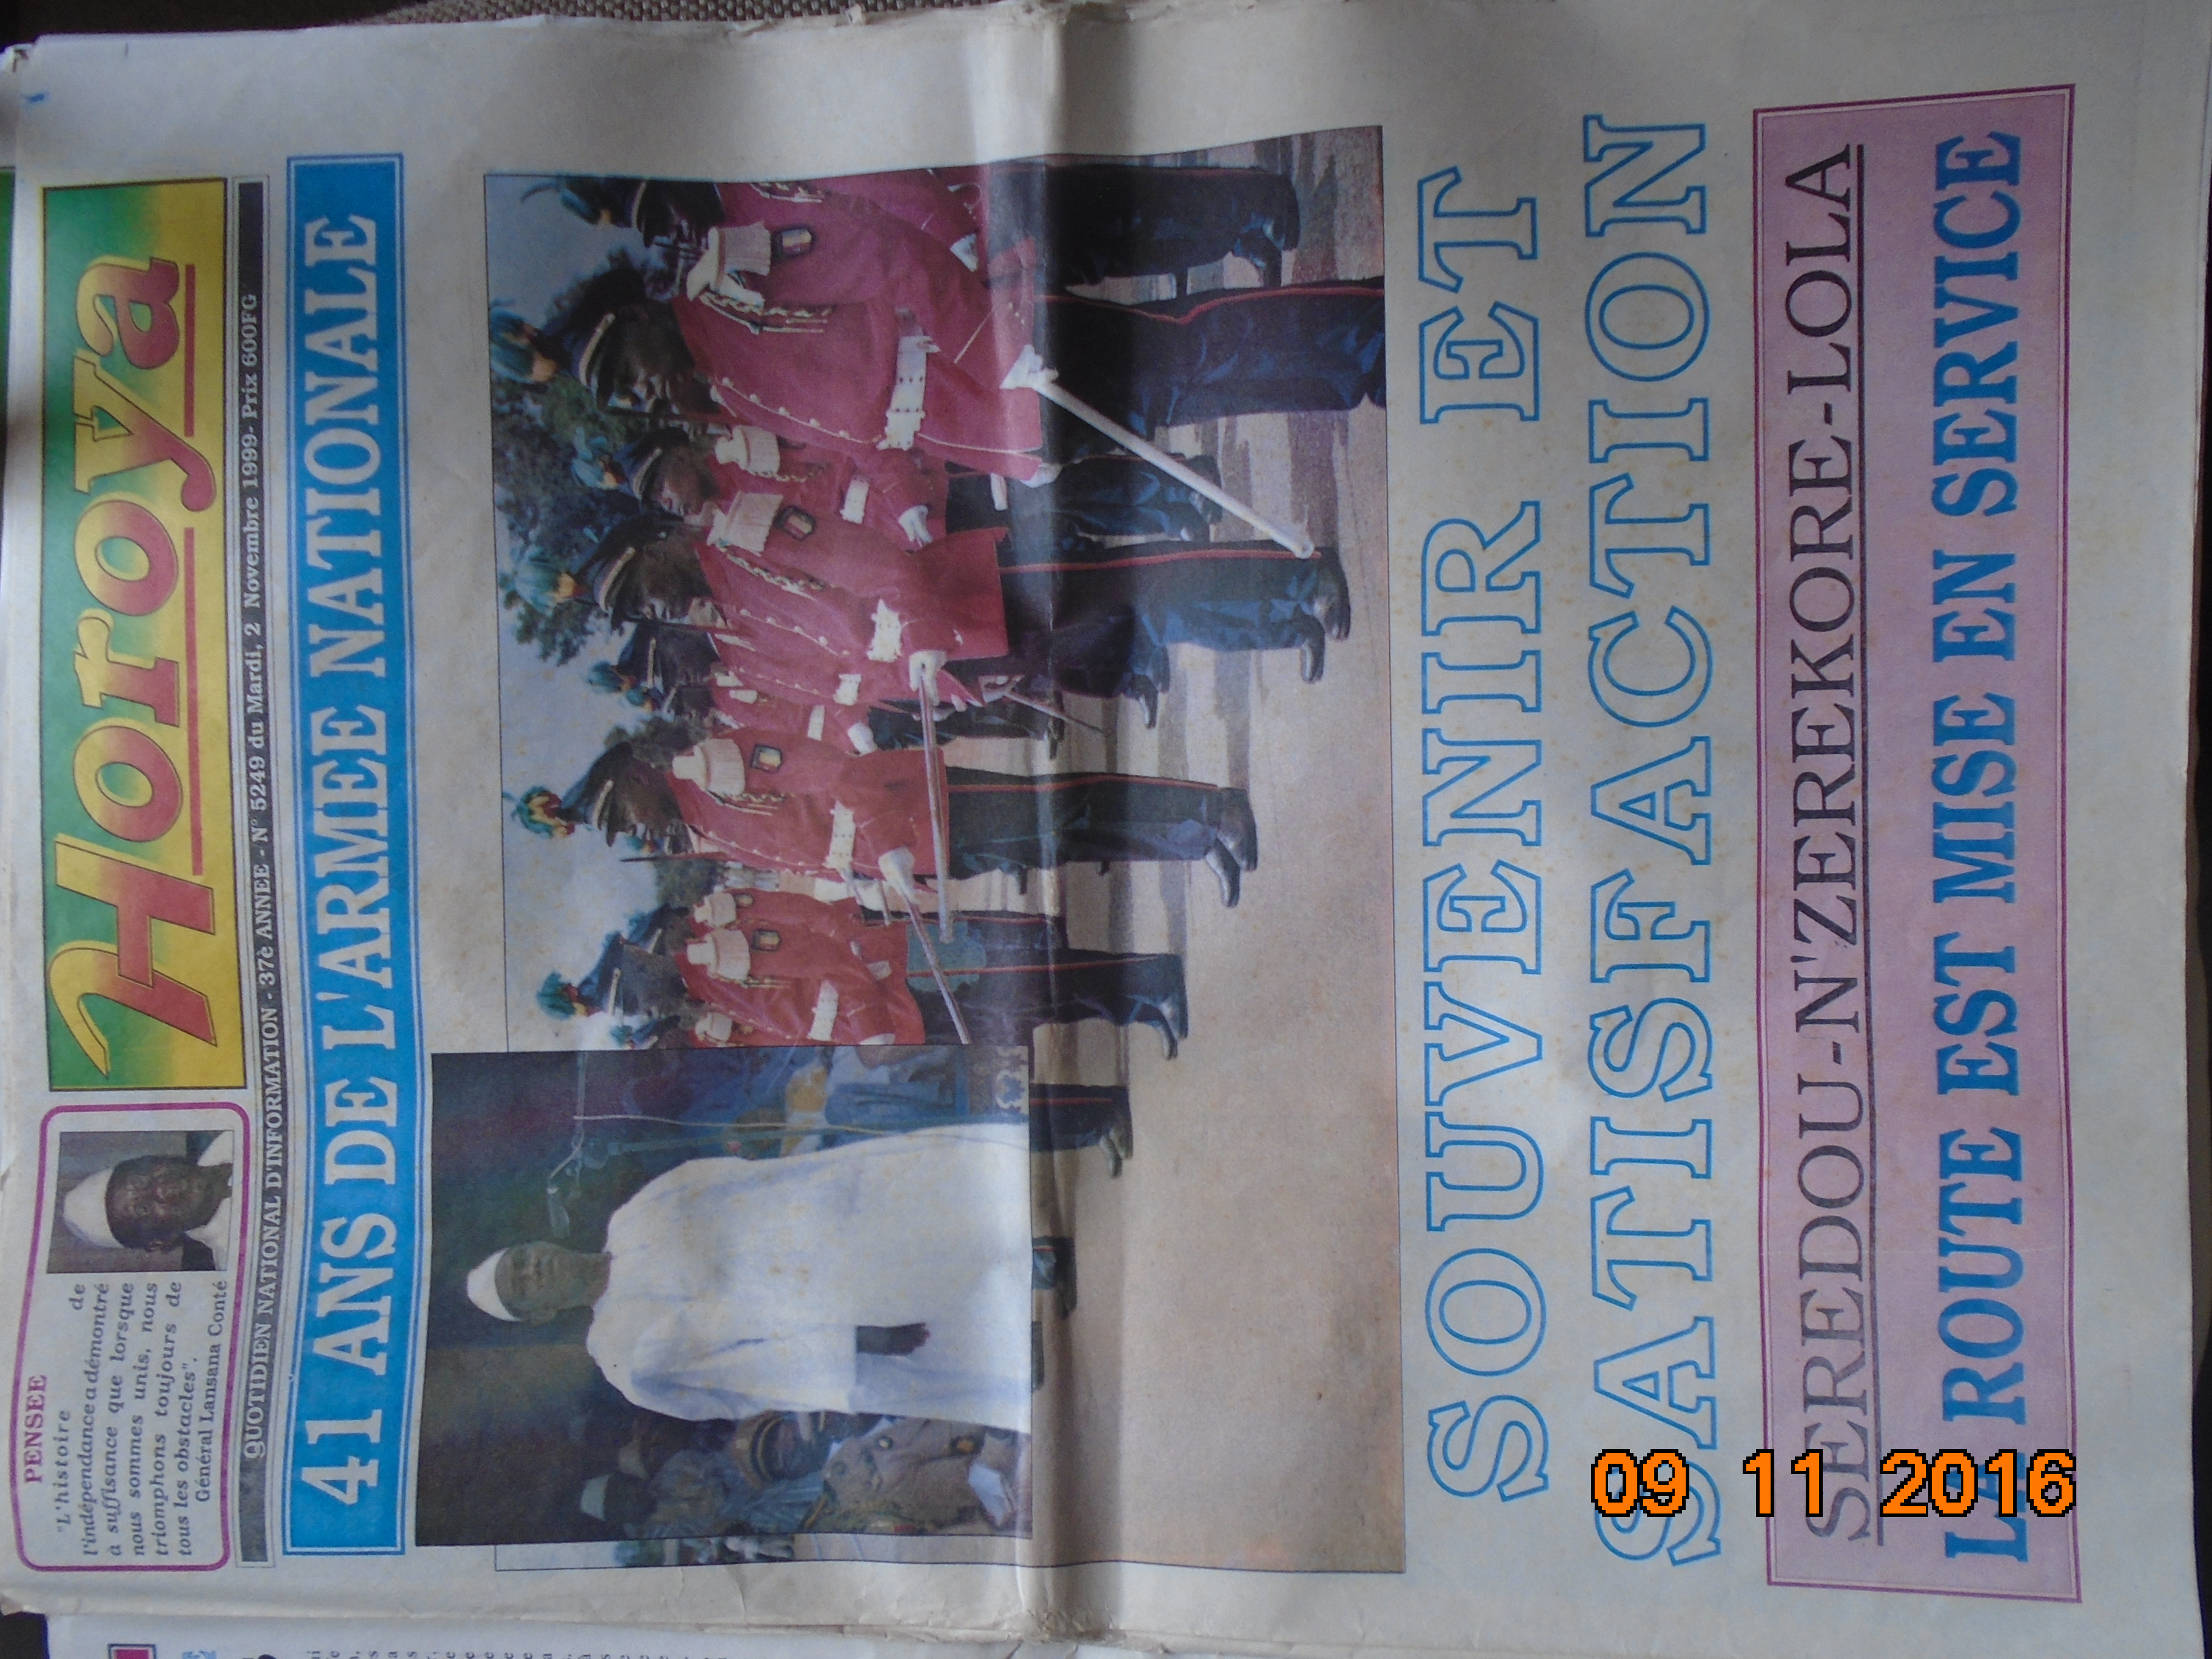 PENSEE
"L'histoire de
l'indépendance a démontré
à suffisance que lorsque
nous sommes unis, nous
triomphons toujours de
tous les obstacles".
Général Lansana Conté
Horoya
QUOTIDIEN NATIONAL D'INFORMATION - 37è ANNEE - N° 5249 du Mardi, 2 Novembre 1999- Prix 600FG
41 ANS DE L'ARMEE NATIONALE
SOUVENIR ET
SATISFACTION
SEREDOU-N'ZEREKORE-LOLA
LA ROUTE EST MISE EN SERVICE
09 11 2016